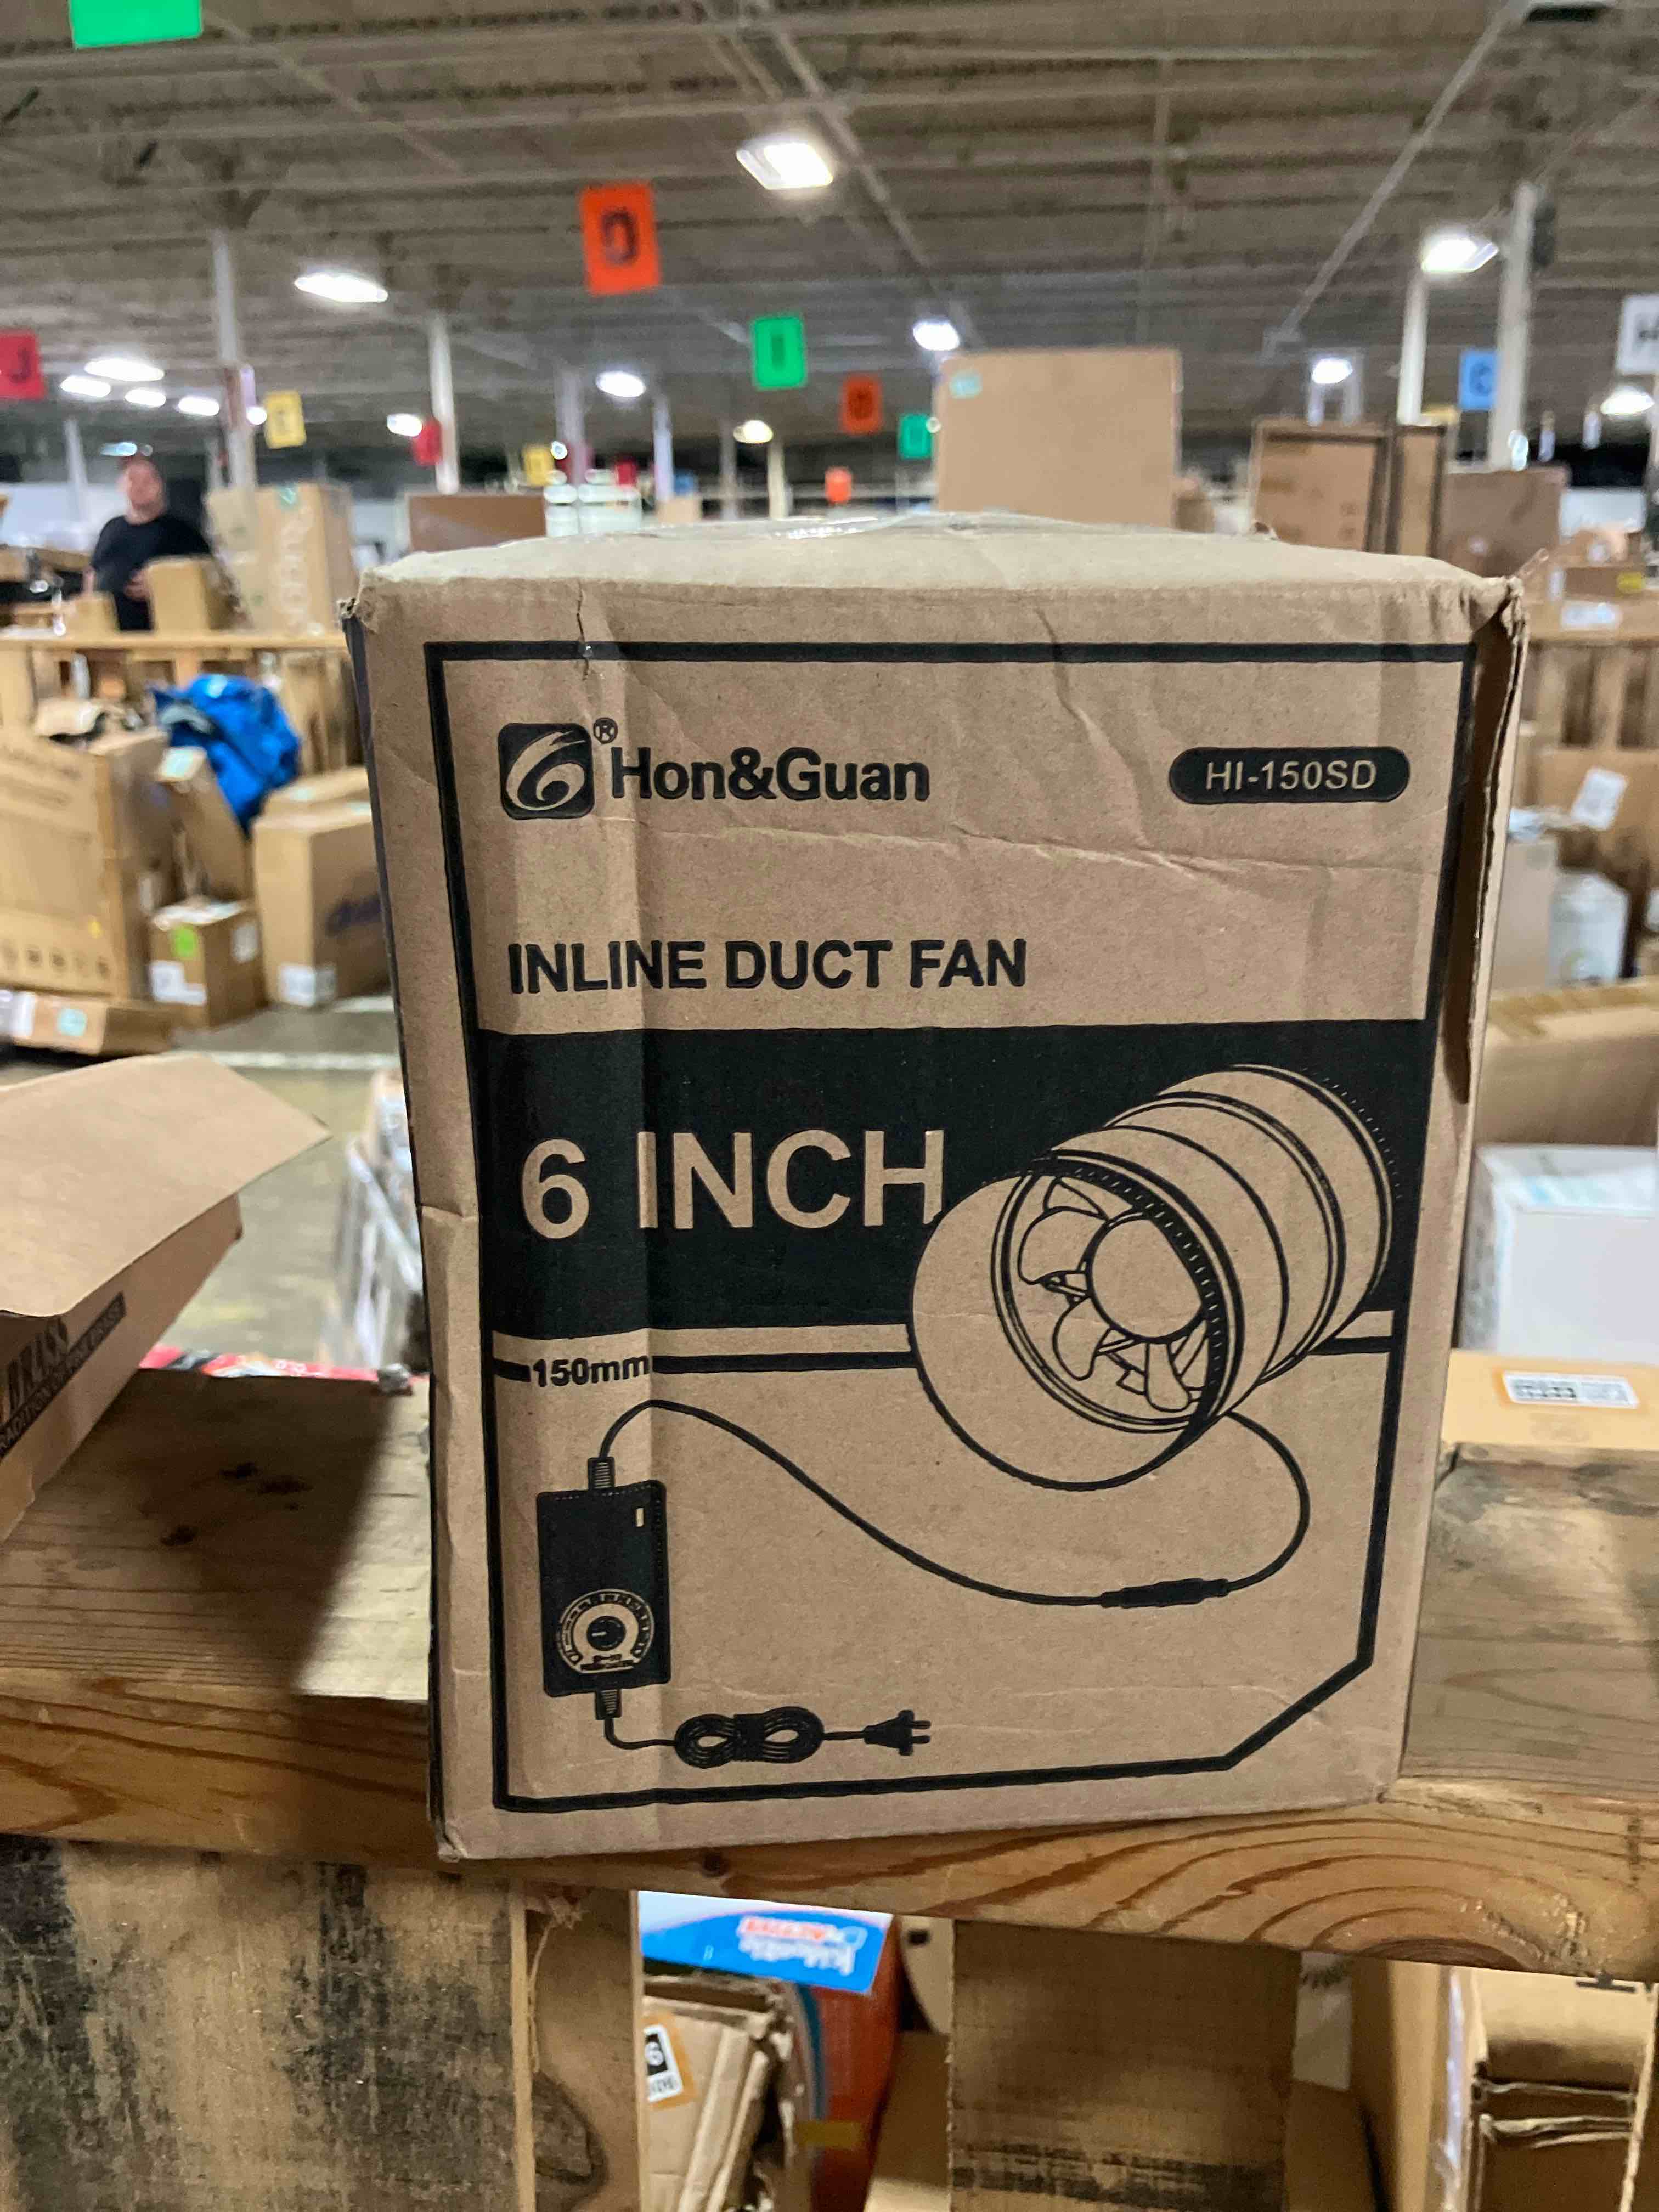 D
J
I
Hon&Guan®
HI-150SD
INLINE DUCT FAN
6 INCH
150mm